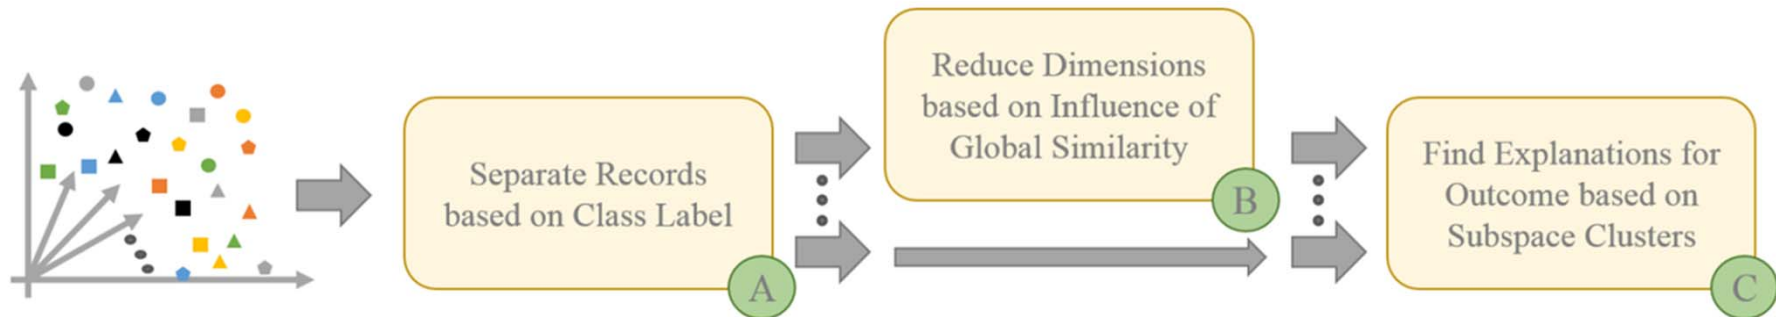 Separate Records
based on Class Label
A
Reduce Dimensions
based on Influence of
Global Similarity
B
Find Explanations for
Outcome based on
Subspace Clusters
C